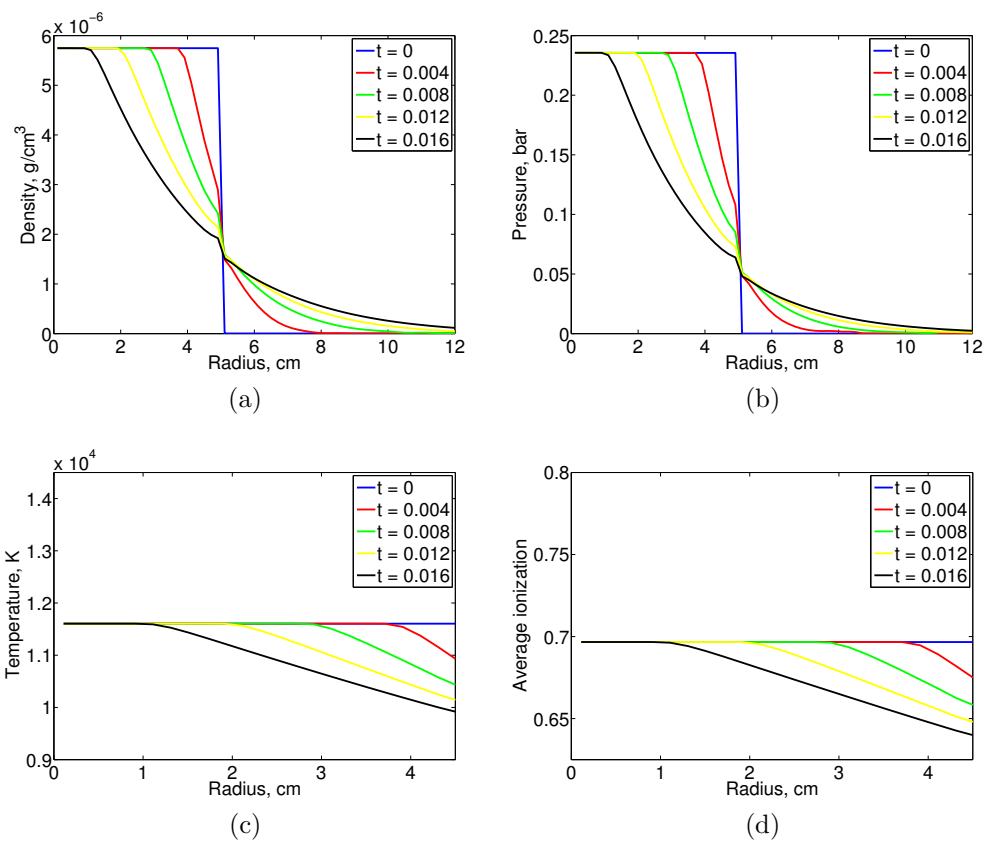 x 10⁻⁶
6
5
4
3
2
1
0
Density, g/cm³
0 2 4 6 8 10 12
Radius, cm
t = 0
t = 0.004
t = 0.008
t = 0.012
t = 0.016
(a)
0.25
0.2
0.15
0.1
0.05
0
Pressure, bar
0 2 4 6 8 10 12
Radius, cm
t = 0
t = 0.004
t = 0.008
t = 0.012
t = 0.016
(b)
x 10⁴
1.4
1.3
1.2
1.1
1
0.9
Temperature, K
0 1 2 3 4
Radius, cm
t = 0
t = 0.004
t = 0.008
t = 0.012
t = 0.016
(c)
0.8
0.75
0.7
0.65
Average ionization
0 1 2 3 4
Radius, cm
t = 0
t = 0.004
t = 0.008
t = 0.012
t = 0.016
(d)